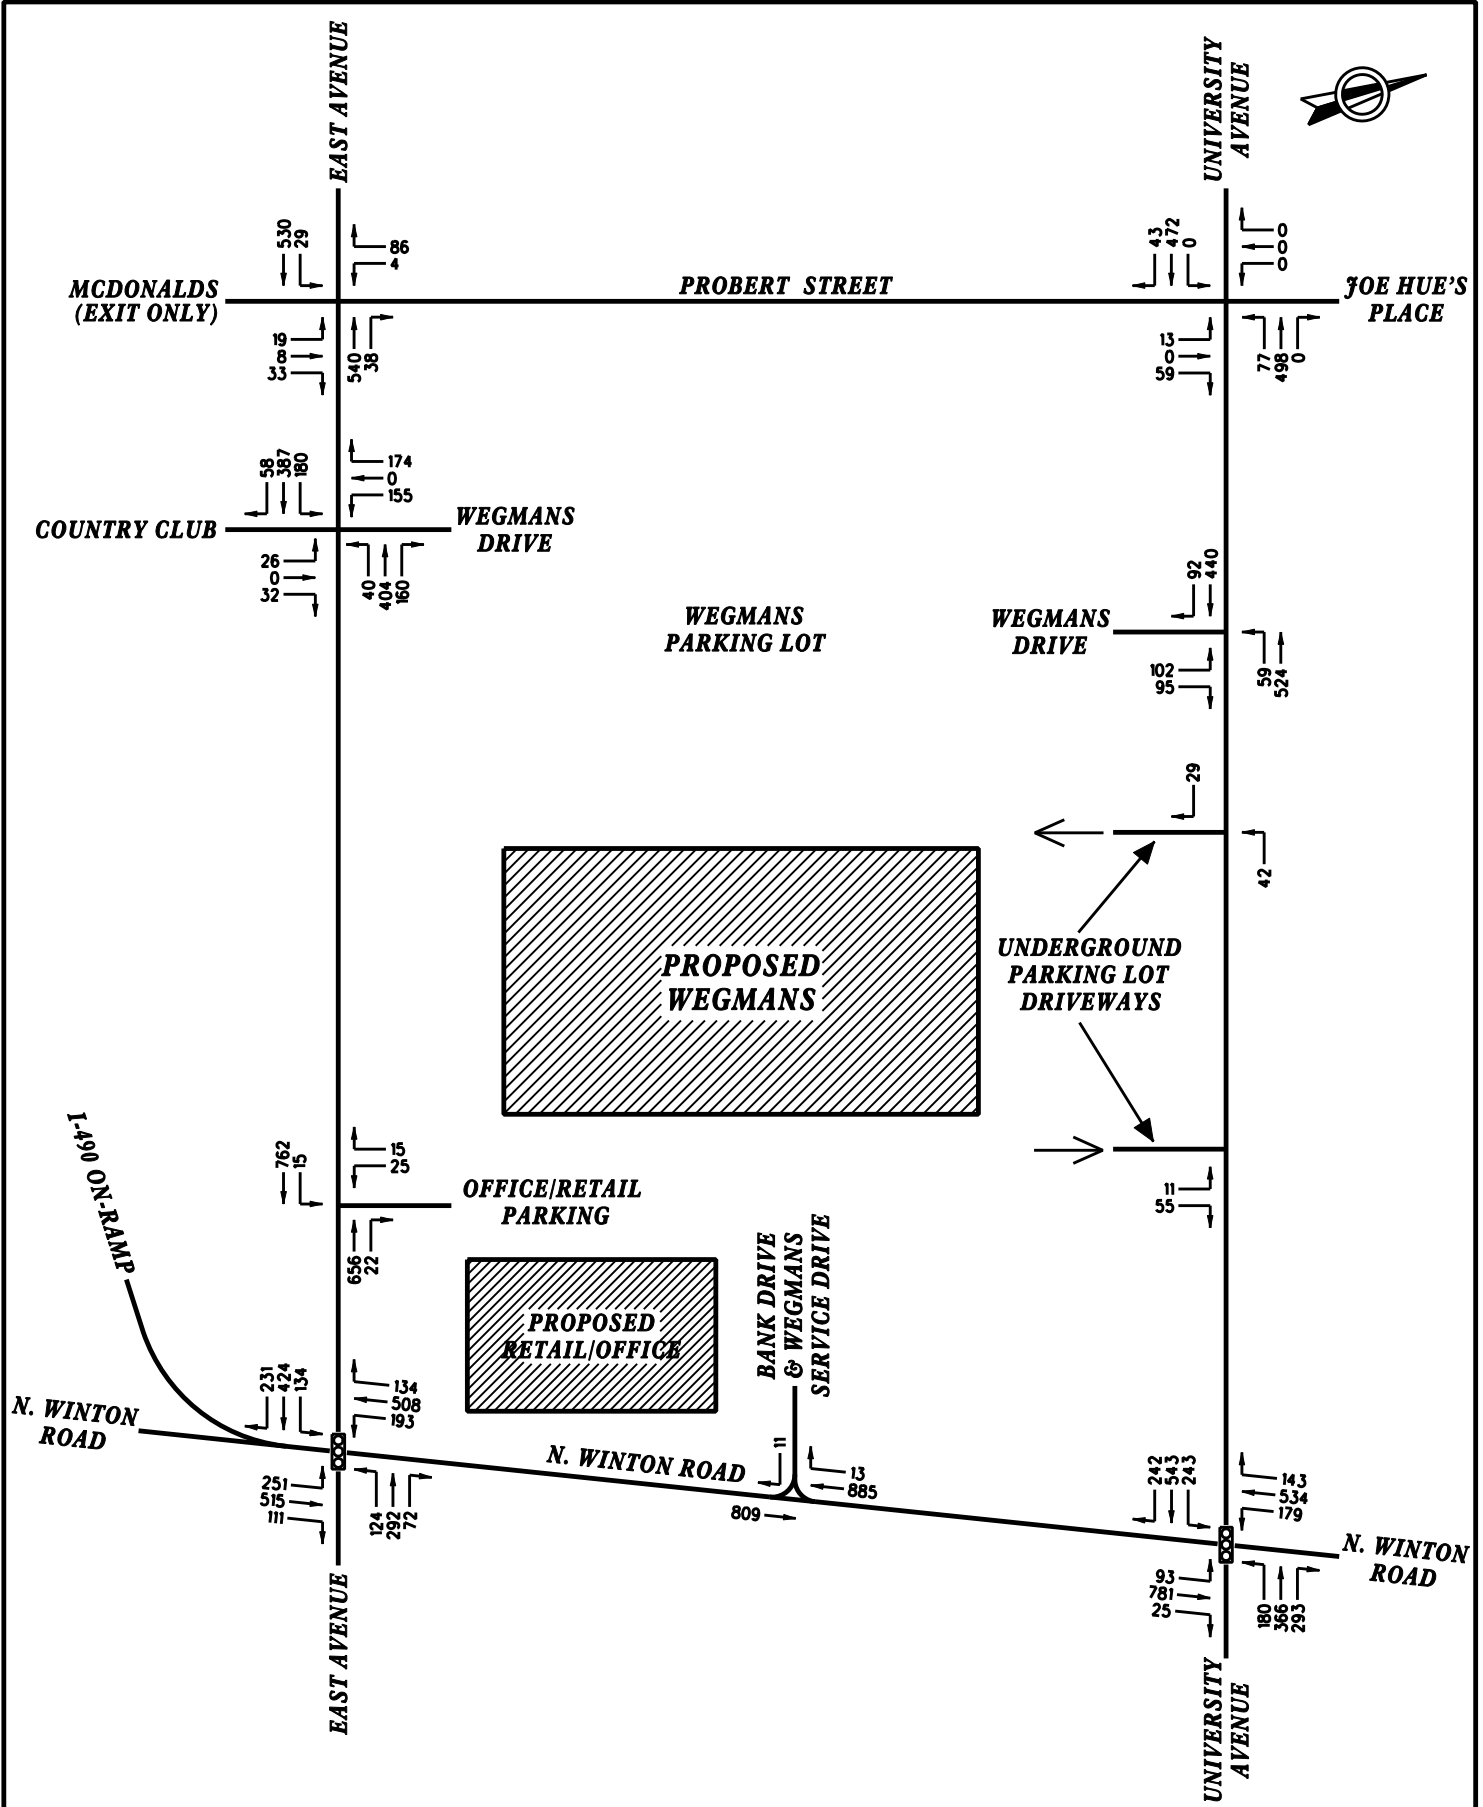 EAST AVENUE
UNIVERSITY
AVENUE
530
29
86
4
43
472
0
0
0
0
MCDONALDS
(EXIT ONLY)
PROBERT STREET
JOE HUE'S
PLACE
19
8
33
540
38
13
0
59
77
498
0
58
387
180
174
0
155
COUNTRY CLUB
WEGMANS
DRIVE
26
0
32
40
404
160
92
440
WEGMANS
PARKING LOT
WEGMANS
DRIVE
102
95
59
524
29
42
PROPOSED
WEGMANS
UNDERGROUND
PARKING LOT
DRIVEWAYS
I-490 ON-RAMP
762
15
15
25
OFFICE/RETAIL
PARKING
656
22
11
55
BANK DRIVE
& WEGMANS
SERVICE DRIVE
PROPOSED
RETAIL/OFFICE
231
424
134
134
508
193
N. WINTON
ROAD
N. WINTON ROAD
11
13
885
809
251
515
111
124
292
72
242
543
243
143
534
179
N. WINTON
ROAD
93
781
25
180
366
293
EAST AVENUE
UNIVERSITY
AVENUE